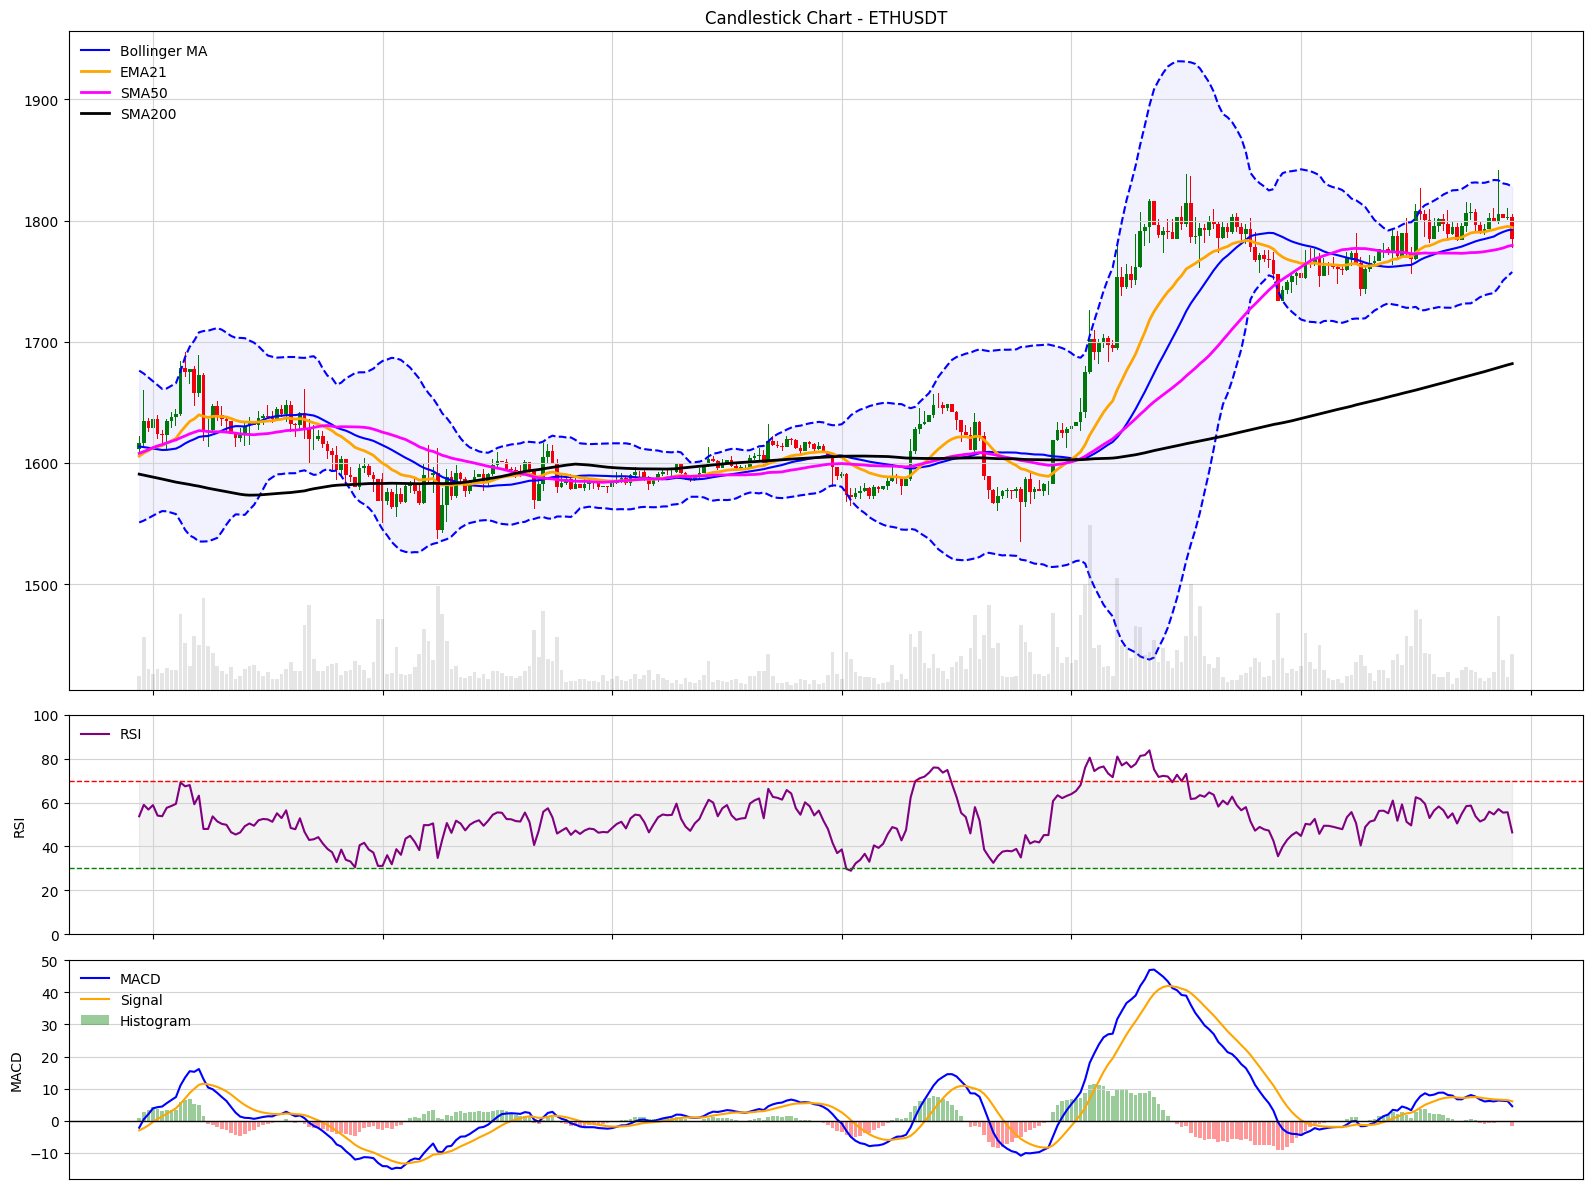 Candlestick Chart - ETHUSDT
Bollinger MA
EMA21
SMA50
SMA200
1900
1800
1700
1600
1500
RSI
100
80
60
40
20
0
RSI
MACD
Signal
Histogram
50
40
30
20
10
0
−10
MACD